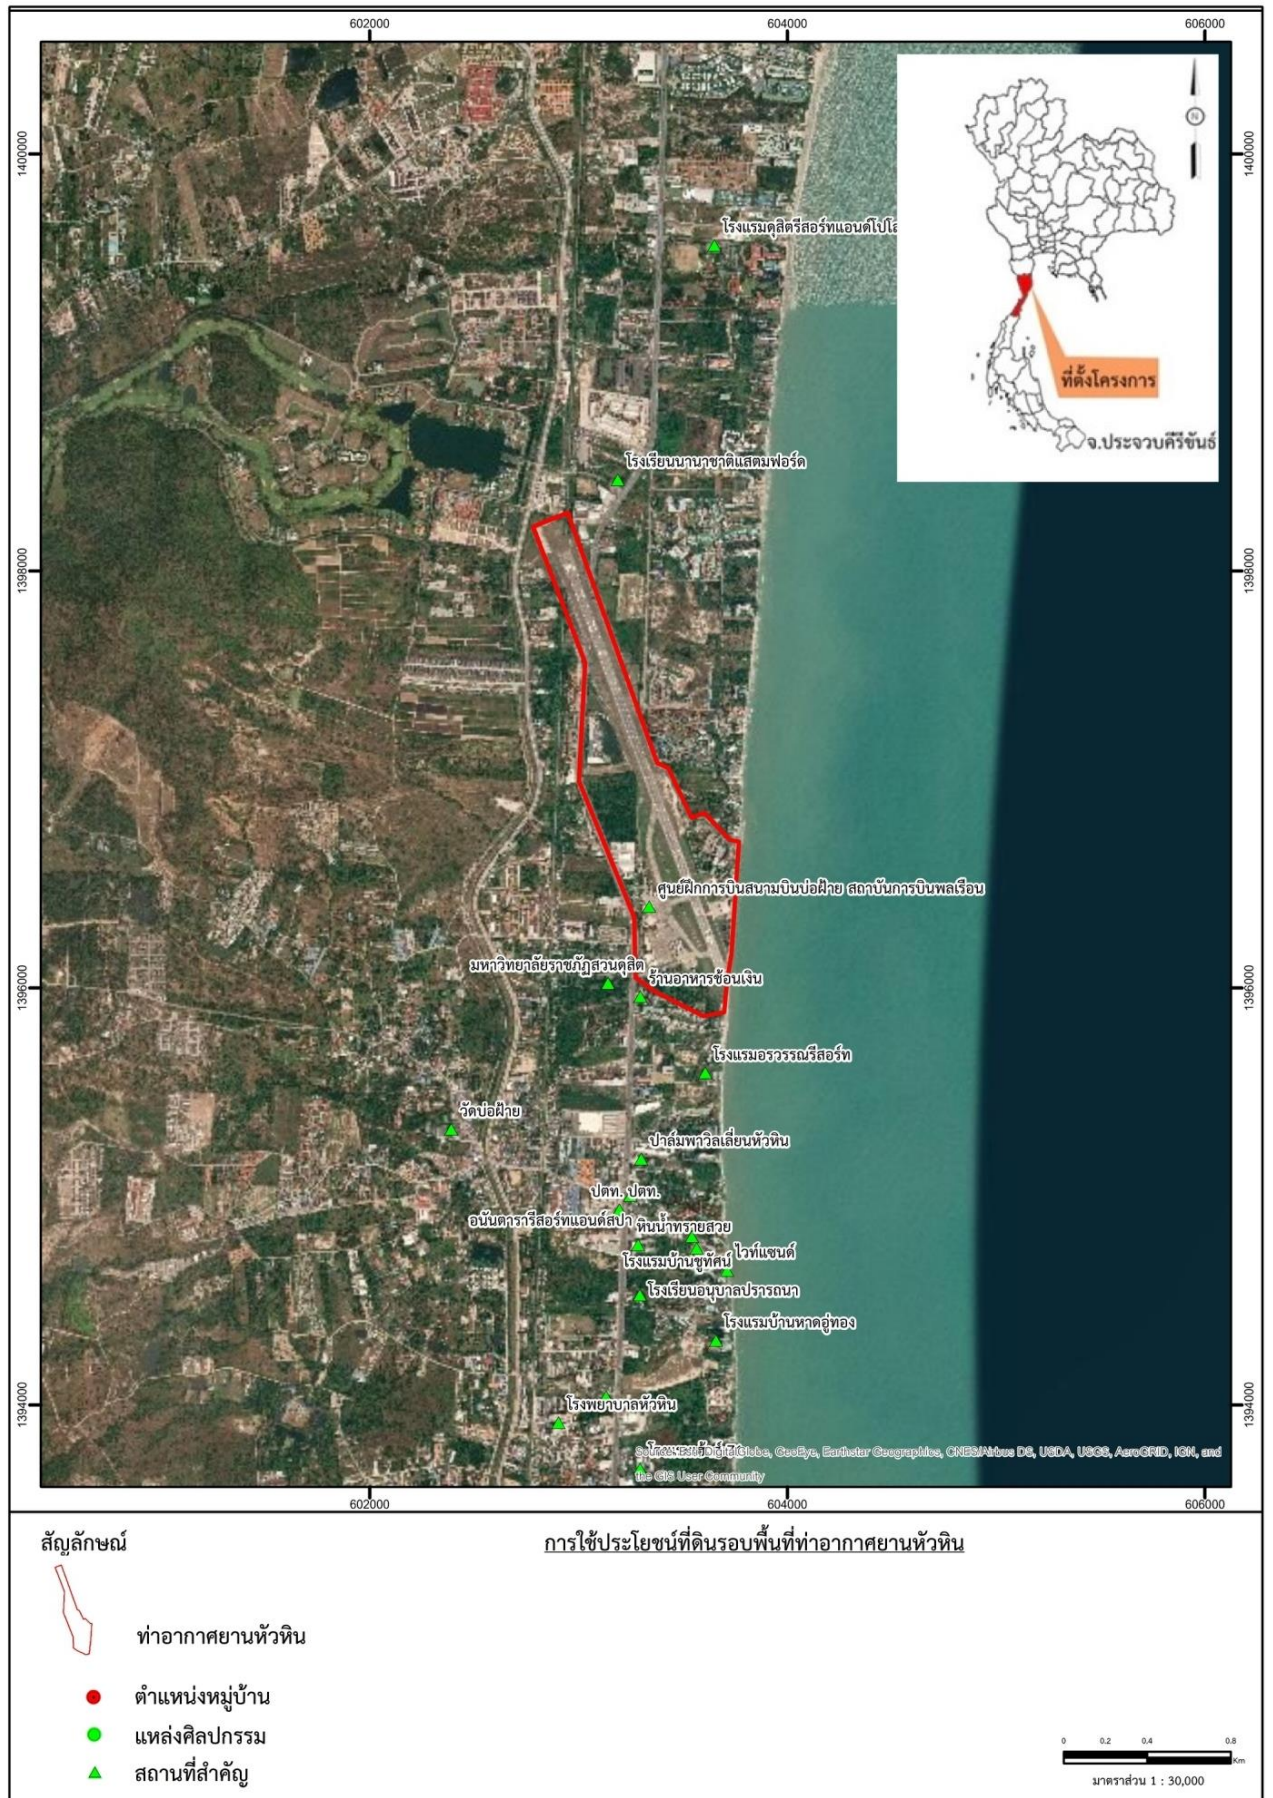 602000
604000
606000
1400000
1400000
N
โรงแรมดุสิตรีสอร์ทแอนด์โปโล
ที่ตั้งโครงการ
จ.ประจวบคีรีขันธ์
โรงเรียนนานาชาติแสตมฟอร์ด
1398000
1398000
ศูนย์ฝึกการบินสนามบินบ่อฝ้าย สถาบันการบินพลเรือน
มหาวิทยาลัยราชภัฏสวนดุสิต
ร้านอาหารช้อนเงิน
1396000
1396000
โรงแรมอรวรรณรีสอร์ท
วัดบ่อฝ้าย
ปาล์มพาวิลเลี่ยนหัวหิน
ปตท. ปตท.
อนันตารารีสอร์ทแอนด์สปา
หินน้ำทรายสวย
โรงแรมบ้านชูทัศน์
ไวท์แซนด์
โรงเรียนอนุบาลปรารถนา
โรงแรมบ้านหาดอู่ทอง
1394000
1394000
โรงพยาบาลหัวหิน
Source: Esri, DigitalGlobe, GeoEye, Earthstar Geographics, CNES/Airbus DS, USDA, USGS, AeroGRID, IGN, and
the GIS User Community
602000
604000
606000
สัญลักษณ์
การใช้ประโยชน์ที่ดินรอบพื้นที่ท่าอากาศยานหัวหิน
ท่าอากาศยานหัวหิน
ตำแหน่งหมู่บ้าน
แหล่งศิลปกรรม
สถานที่สำคัญ
0 0.2 0.4 0.8
Km
มาตราส่วน 1 : 30,000